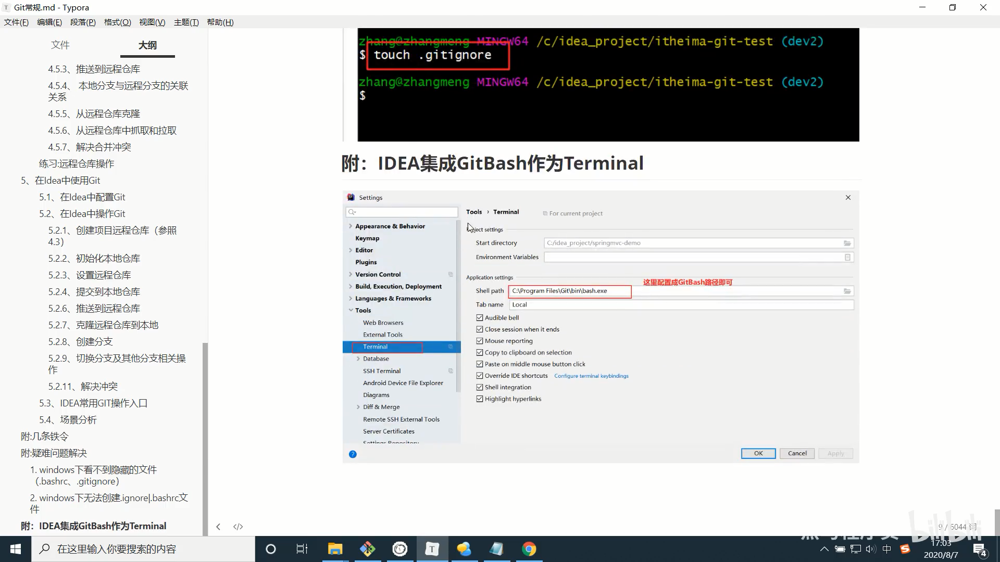 Git常规.md - Typora
文件(F) 编辑(E) 段落(P) 格式(O) 视图(V) 主题(T) 帮助(H)
文件 大纲
4.5.3、推送到远程仓库
4.5.4、 本地分支与远程分支的关联
关系
4.5.5、从远程仓库克隆
4.5.6、从远程仓库中抓取和拉取
4.5.7、解决合并冲突
练习:远程仓库操作
5、在Idea中使用Git
5.1、在Idea中配置Git
5.2、在Idea中操作Git
5.2.1、创建项目远程仓库（参照
4.3）
5.2.2、初始化本地仓库
5.2.3、设置远程仓库
5.2.4、提交到本地仓库
5.2.6、推送到远程仓库
5.2.7、克隆远程仓库到本地
5.2.8、创建分支
5.2.9、切换分支及其他分支相关操
作
5.2.11、解决冲突
5.3、IDEA常用GIT操作入口
5.4、场景分析
附:几条铁令
附:疑难问题解决
1. windows下看不到隐藏的文件
（.bashrc、.gitignore）
2. windows下无法创建.ignore|.bashrc文
件
附：IDEA集成GitBash作为Terminal
zhang@zhangmeng MINGW64 /c/idea_project/itheima-git-test (dev2)
$ touch .gitignore
zhang@zhangmeng MINGW64 /c/idea_project/itheima-git-test (dev2)
$
附：IDEA集成GitBash作为Terminal
Settings
Appearance & Behavior
Keymap
Editor
Plugins
Version Control
Build, Execution, Deployment
Languages & Frameworks
Tools
Web Browsers
External Tools
Terminal
Database
SSH Terminal
Android Device File Explorer
Diagrams
Diff & Merge
Remote SSH External Tools
Server Certificates
Settings Repository
Tools › Terminal For current project
ject settings
Start directory C:/idea_project/springmvc-demo
Environment Variables
Application settings
这里配置成GitBash路径即可
Shell path C:\Program Files\Git\bin\bash.exe
Tab name Local
Audible bell
Close session when it ends
Mouse reporting
Copy to clipboard on selection
Paste on middle mouse button click
Override IDE shortcuts Configure terminal keybindings
Shell integration
Highlight hyperlinks
? OK Cancel Apply
9 / 6044 词
bilibili
在这里输入你要搜索的内容
中
17:03
2020/8/7
4